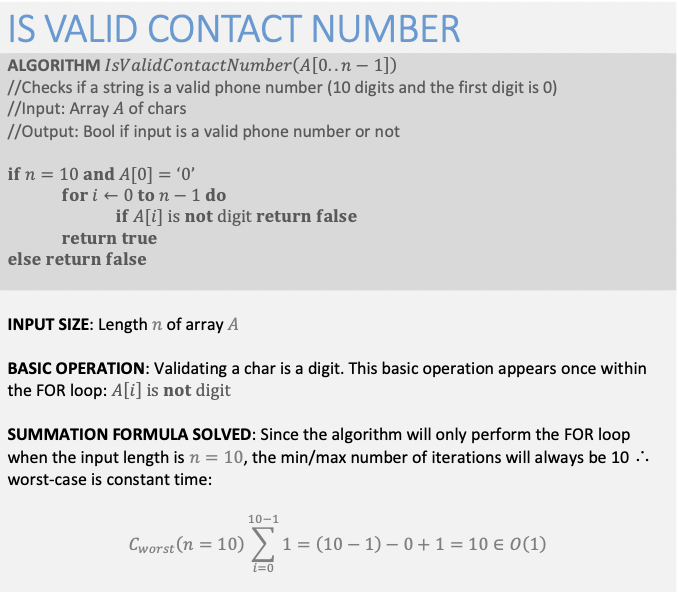 IS VALID CONTACT NUMBER
ALGORITHM IsValidContactNumber(A[0..n − 1])
//Checks if a string is a valid phone number (10 digits and the first digit is 0)
//Input: Array A of chars
//Output: Bool if input is a valid phone number or not
if n = 10 and A[0] = ‘0’
for i ← 0 to n − 1 do
if A[i] is not digit return false
return true
else return false
INPUT SIZE: Length n of array A
BASIC OPERATION: Validating a char is a digit. This basic operation appears once within
the FOR loop: A[i] is not digit
SUMMATION FORMULA SOLVED: Since the algorithm will only perform the FOR loop
when the input length is n = 10, the min/max number of iterations will always be 10 ∴
worst-case is constant time:
10−1
C_worst(n = 10) ∑ 1 = (10 − 1) − 0 + 1 = 10 ∈ O(1)
i=0